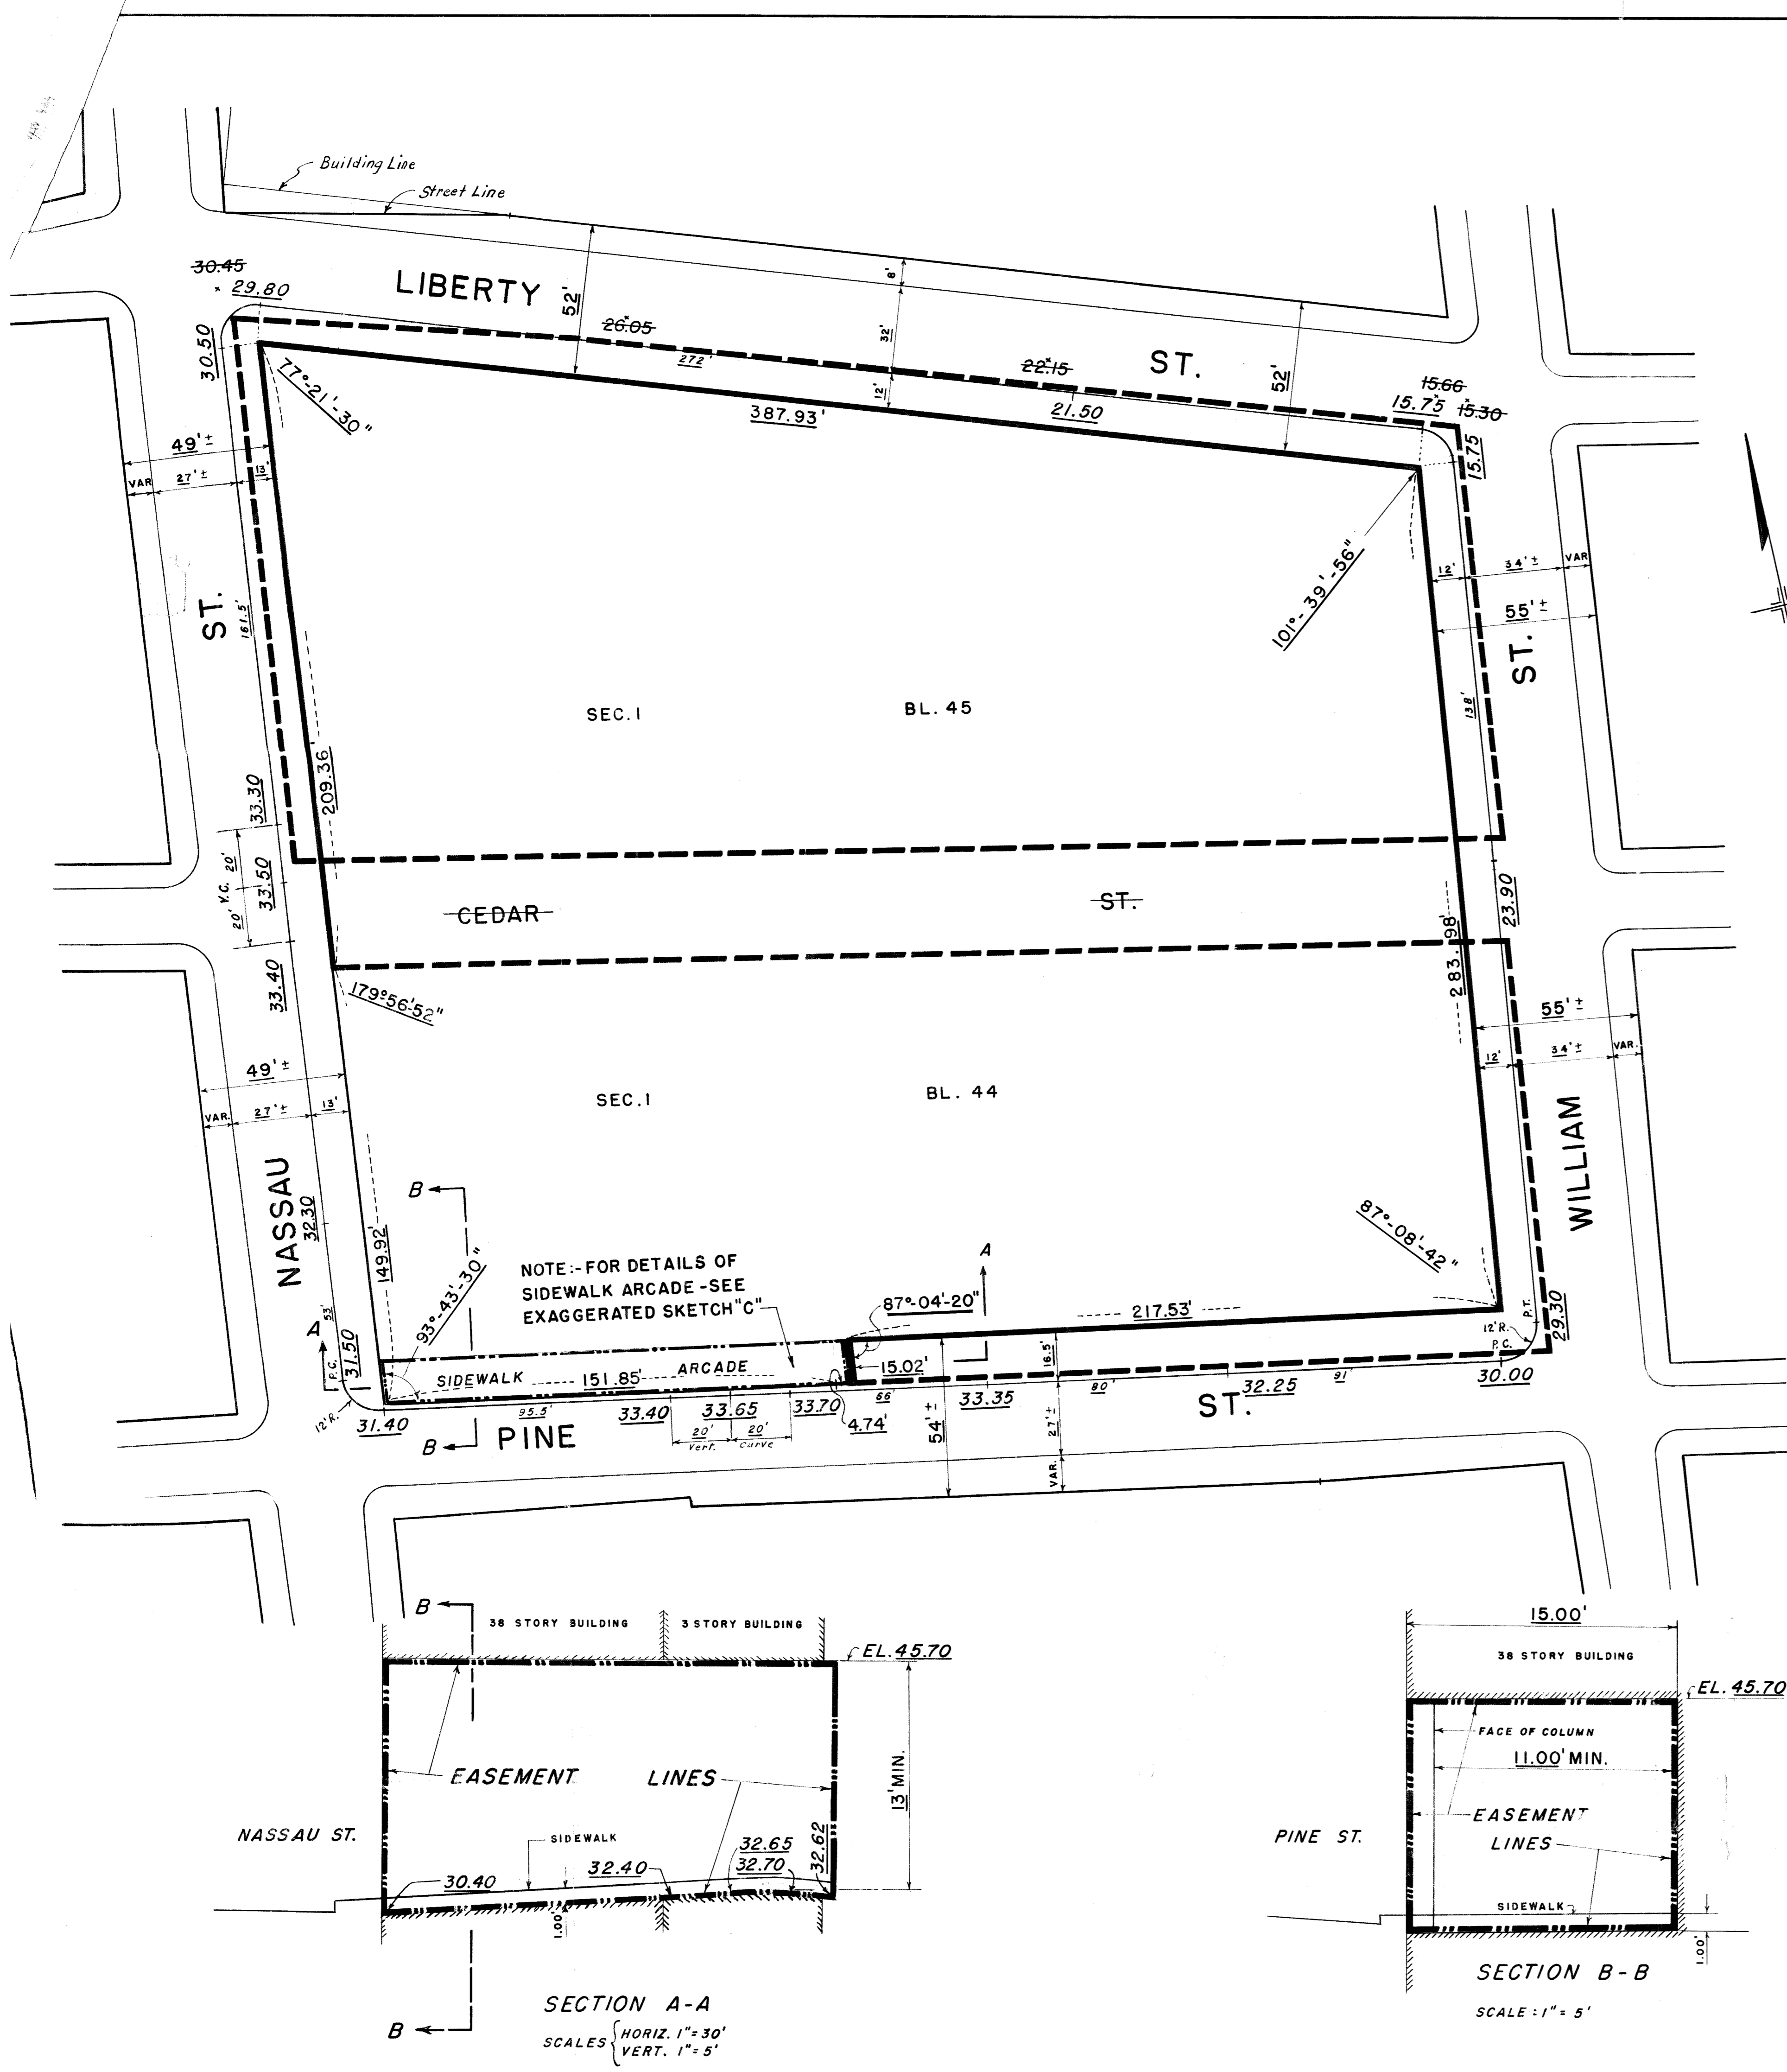 Building Line
Street Line
30.45
29.80
LIBERTY ST.
52'
8'
32'
12'
52'
26.05
272'
22.15
21.50
15.66
15.75
15.30
15.75
30.50
77°-21'-30"
387.93'
101°-39'-56"
49'±
VAR
27'±
13'
ST.
161.5'
12'
34'±
VAR
55'±
ST.
138'
SEC. 1
BL. 45
209.36'
33.30
V.C. 20'
20'
33.50
33.40
CEDAR ST.
23.90
283.98'
179°56'-52"
55'±
12'
34'±
VAR.
49'±
VAR.
27'±
13'
SEC. 1
BL. 44
NASSAU
32.30
WILLIAM
B
149.92'
93°-43'-30"
87°-08'-42"
NOTE:-FOR DETAILS OF
SIDEWALK ARCADE-SEE
EXAGGERATED SKETCH "C"
A
87°-04'-20"
217.53'
53'
A
P.C.
31.50
12'R.
SIDEWALK ARCADE
151.85'
15.02'
16.5'
P.T.
12'R.
P.C.
29.30
31.40
95.5'
33.40
33.65
33.70
66'
33.35
80'
32.25
91'
30.00
20'
20'
Vert. Curve
4.74'
54'±
27'±
VAR.
B
PINE ST.
B
38 STORY BUILDING
3 STORY BUILDING
EL. 45.70
EASEMENT LINES
13' MIN.
NASSAU ST.
SIDEWALK
30.40
32.40
32.65
32.70
32.62
1.00'
B
SECTION A-A
SCALES HORIZ. 1"=30'
VERT. 1"=5'
15.00'
38 STORY BUILDING
EL. 45.70
FACE OF COLUMN
11.00' MIN.
EASEMENT
LINES
PINE ST.
SIDEWALK
1.00'
SECTION B-B
SCALE: 1"=5'